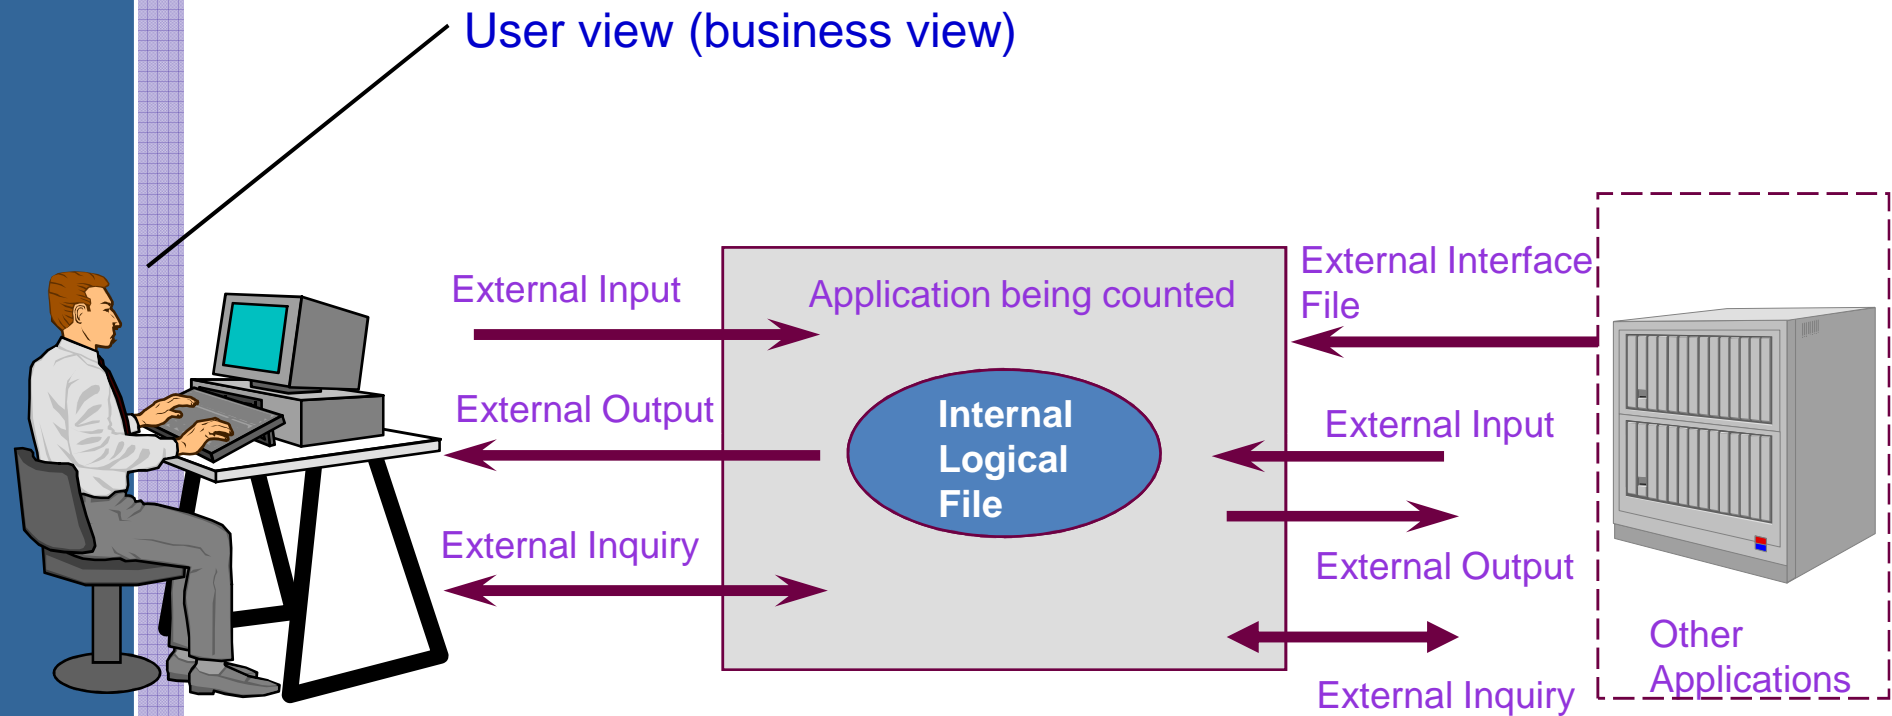 User view (business view)
External Input
Application being counted
External Interface
File
External Output
Internal
Logical
File
External Input
External Inquiry
External Output
Other
Applications
External Inquiry